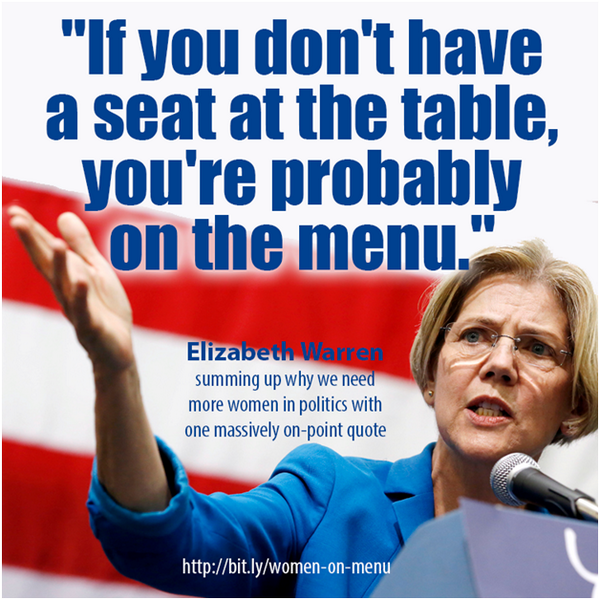 "If you don't have
a seat at the table,
you're probably
on the menu."
Elizabeth Warren
summing up why we need
more women in politics with
one massively on-point quote
http://bit.ly/women-on-menu